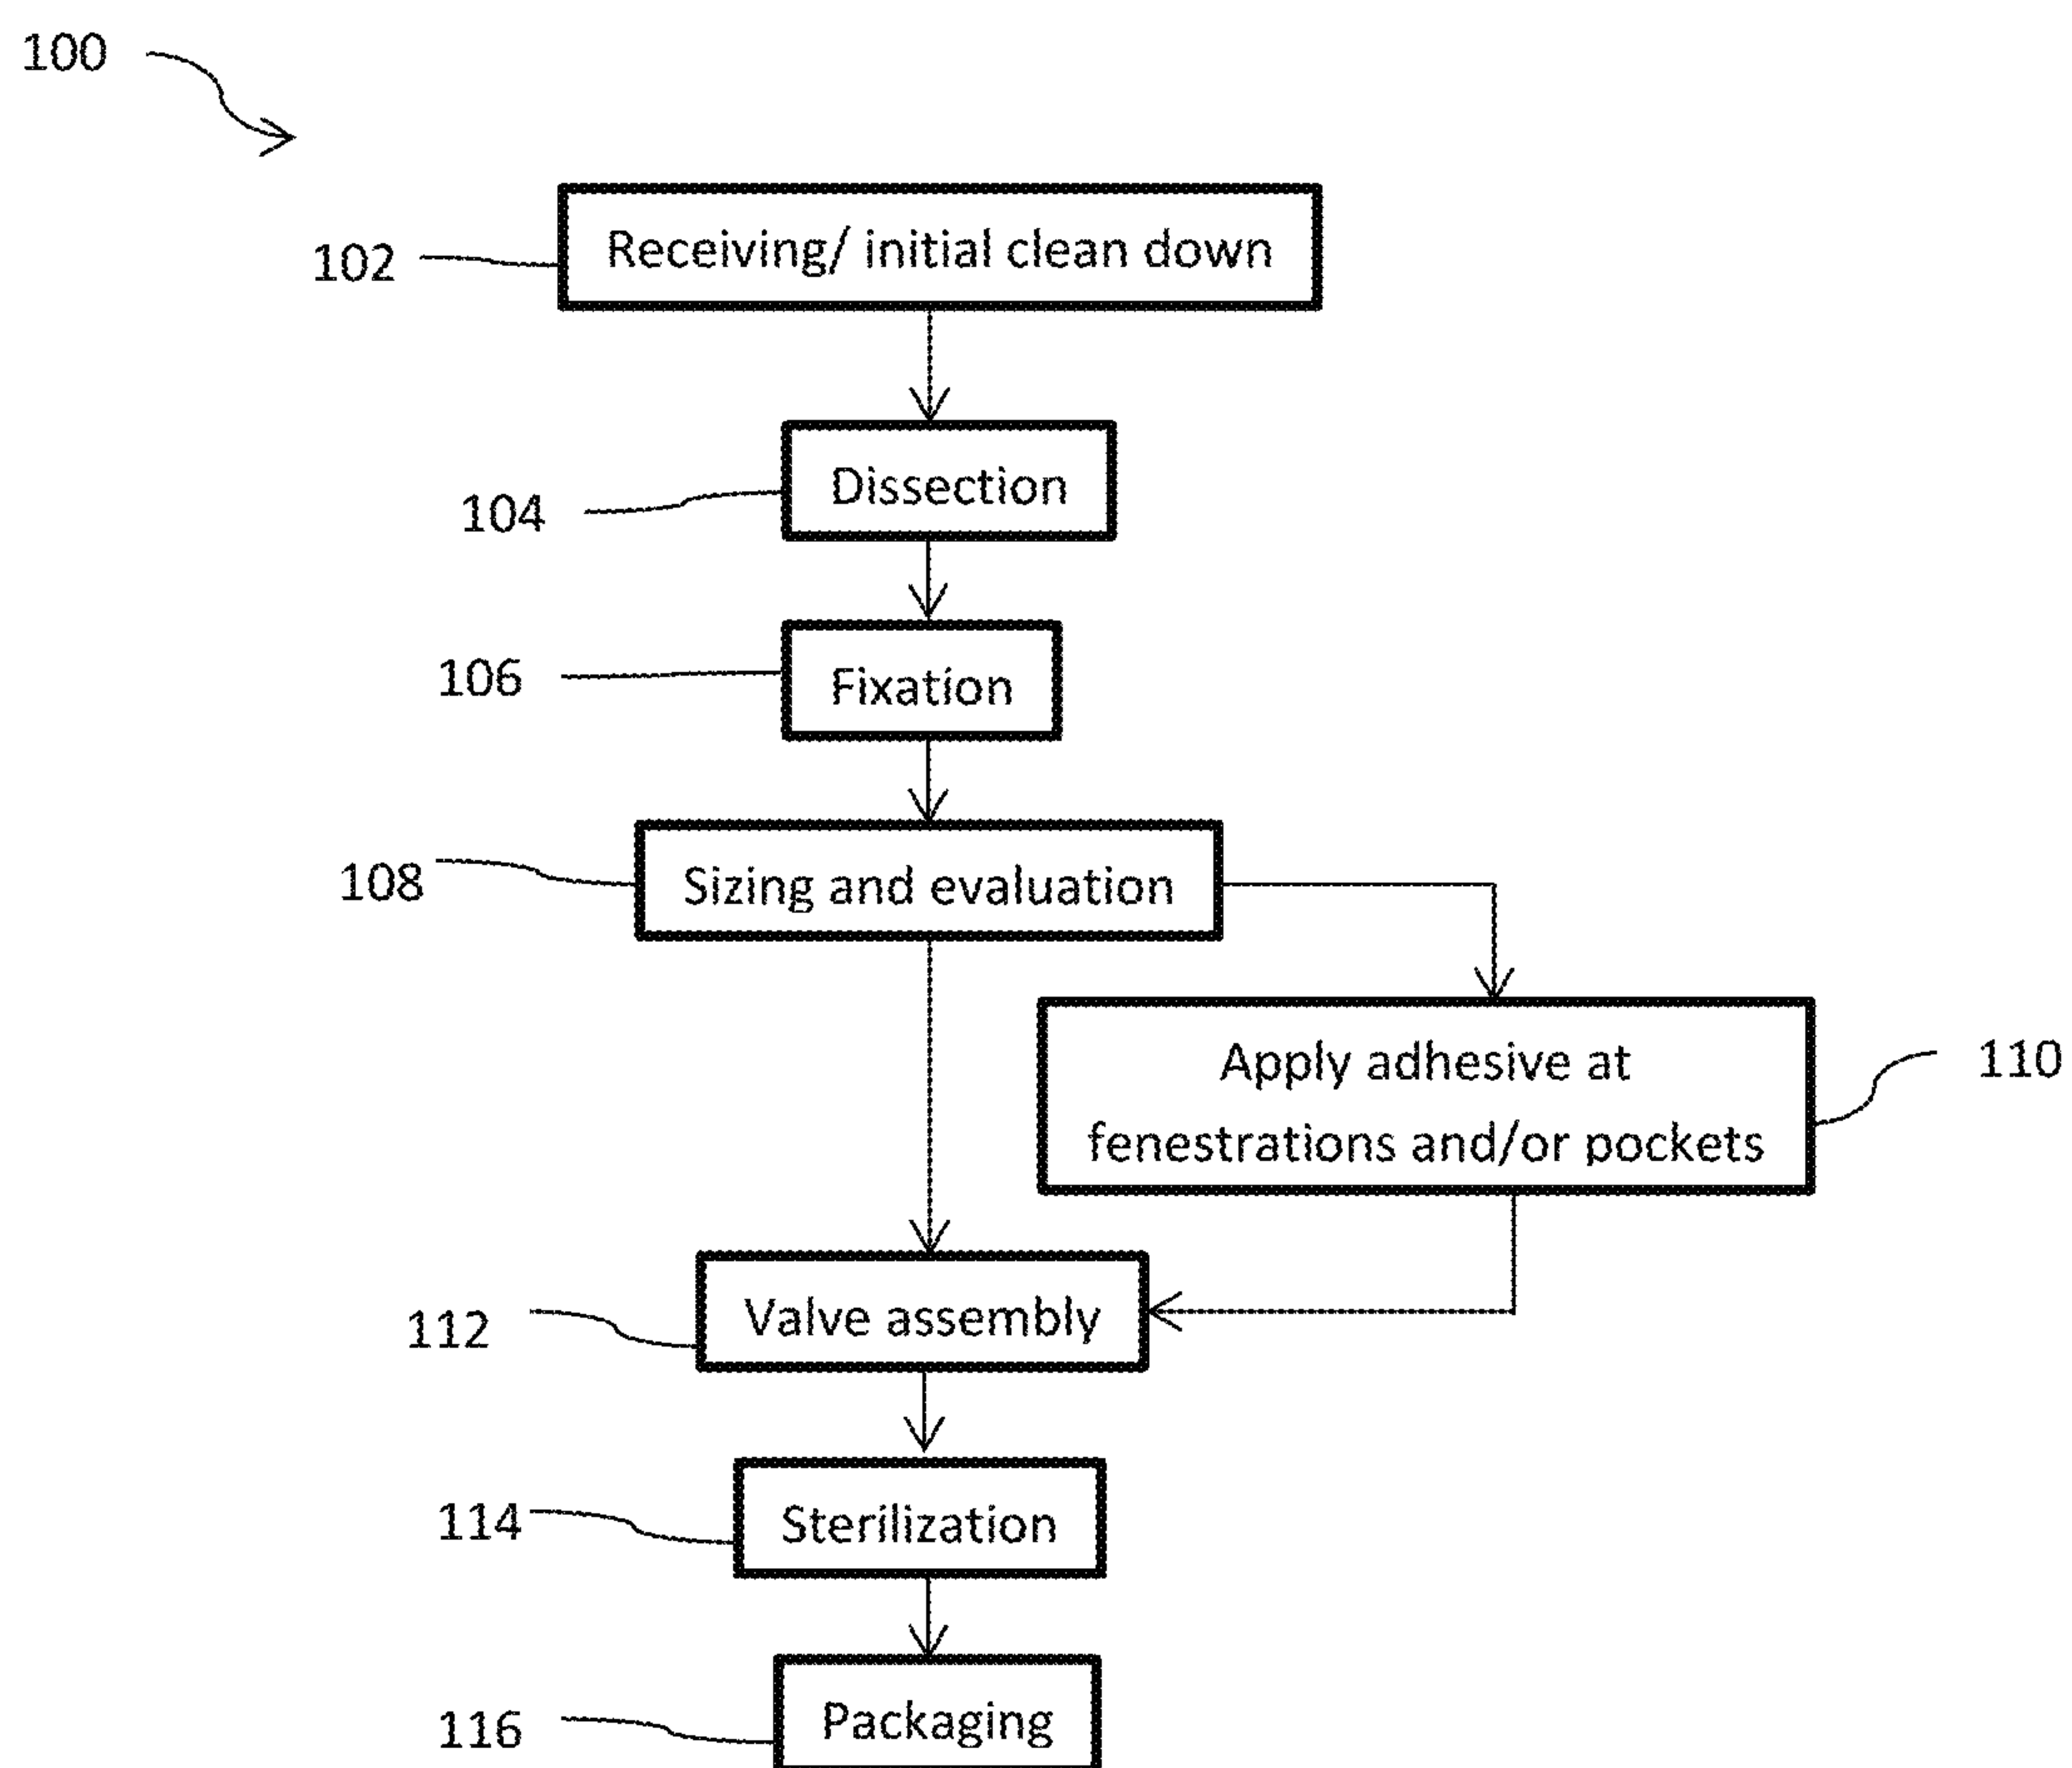 100
102
Receiving/ initial clean down
104
Dissection
106
Fixation
108
Sizing and evaluation
110
Apply adhesive at
fenestrations and/or pockets
112
Valve assembly
114
Sterilization
116
Packaging